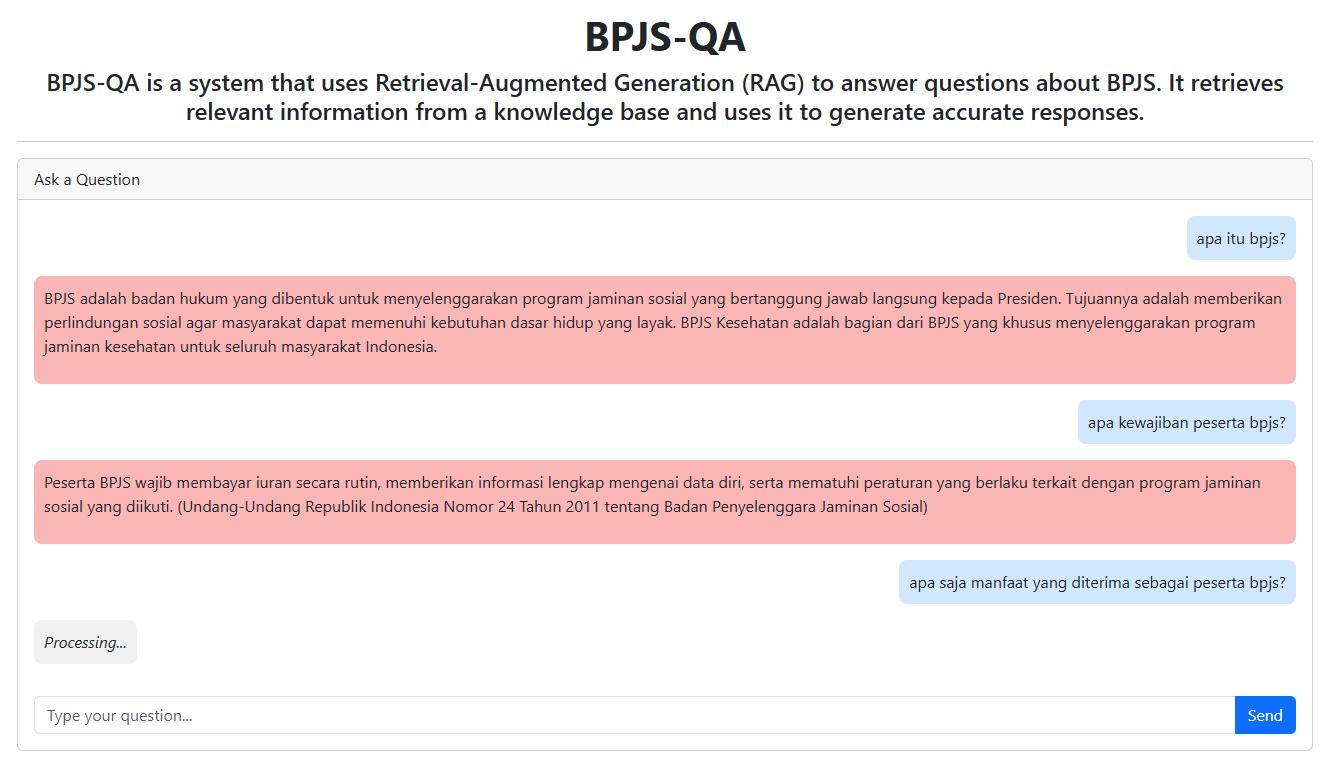 BPJS-QA
BPJS-QA is a system that uses Retrieval-Augmented Generation (RAG) to answer questions about BPJS. It retrieves
relevant information from a knowledge base and uses it to generate accurate responses.
Ask a Question
apa itu bpjs?
BPJS adalah badan hukum yang dibentuk untuk menyelenggarakan program jaminan sosial yang bertanggung jawab langsung kepada Presiden. Tujuannya adalah memberikan
perlindungan sosial agar masyarakat dapat memenuhi kebutuhan dasar hidup yang layak. BPJS Kesehatan adalah bagian dari BPJS yang khusus menyelenggarakan program
jaminan kesehatan untuk seluruh masyarakat Indonesia.
apa kewajiban peserta bpjs?
Peserta BPJS wajib membayar iuran secara rutin, memberikan informasi lengkap mengenai data diri, serta mematuhi peraturan yang berlaku terkait dengan program jaminan
sosial yang diikuti. (Undang-Undang Republik Indonesia Nomor 24 Tahun 2011 tentang Badan Penyelenggara Jaminan Sosial)
apa saja manfaat yang diterima sebagai peserta bpjs?
Processing...
Type your question...
Send